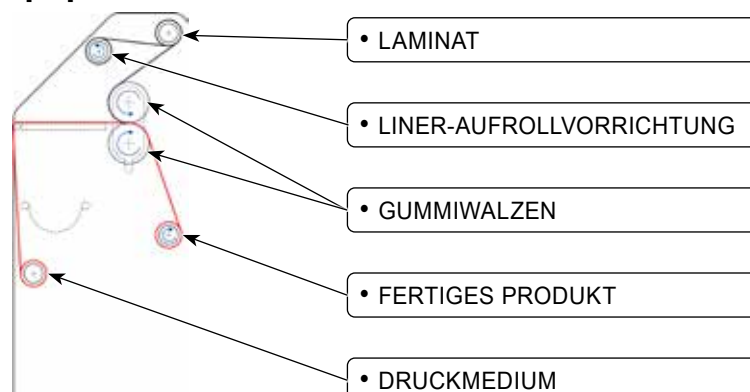 • LAMINAT
• LINER-AUFROLLVORRICHTUNG
• GUMMIWALZEN
• FERTIGES PRODUKT
• DRUCKMEDIUM